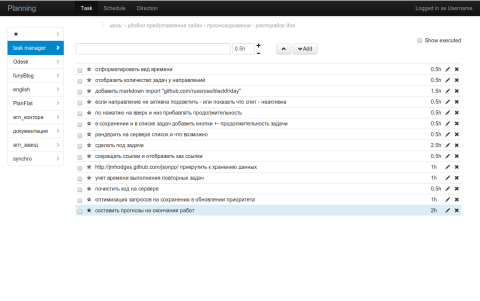 Planning Task Schedule Direction Logged in as Username
цель - удобно представление задач - прогнозирование - распорядок дня
task manager
Odesk
funyBlog
english
PlanFlat
am_контора
документация
am_завод
synchro
0.5h + - Add
Show executed
отформатировать вид времени 0.5h
отобразить количество задач у направлений 0.5h
добавить markdown import "github.com/russross/blackfriday" 1.5h
если направление не активна подсветить - или показать что спит - неактивна 0.5h
по нажатию на вверх и низ прибавлять продолжительность 0.5h
в сохранении и в списке задач добавить кнопки +- продолжительность задачи 0.5h
рендерить на сервере список и что возможно 0.5h
сделать под задачи 2.5h
сокращать ссылки и отображать как ссылки 0.5h
http://jmhodges.github.com/jsonpp/ прикрутить к хранению данных 1h
учет времени выполнения повторных задач 1h
почистить код на сервере 0.5h
оптимизация запросов на сохранения в обновлении приоритета 1h
составить прогнозы на окончания работ 2h